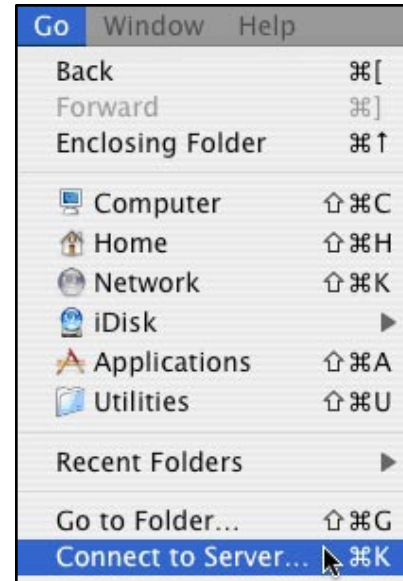 Go Window Help
Back ⌘[
Forward ⌘]
Enclosing Folder ⌘↑
Computer ⇧⌘C
Home ⇧⌘H
Network ⇧⌘K
iDisk ▶
Applications ⇧⌘A
Utilities ⇧⌘U
Recent Folders ▶
Go to Folder... ⇧⌘G
Connect to Server... ⌘K